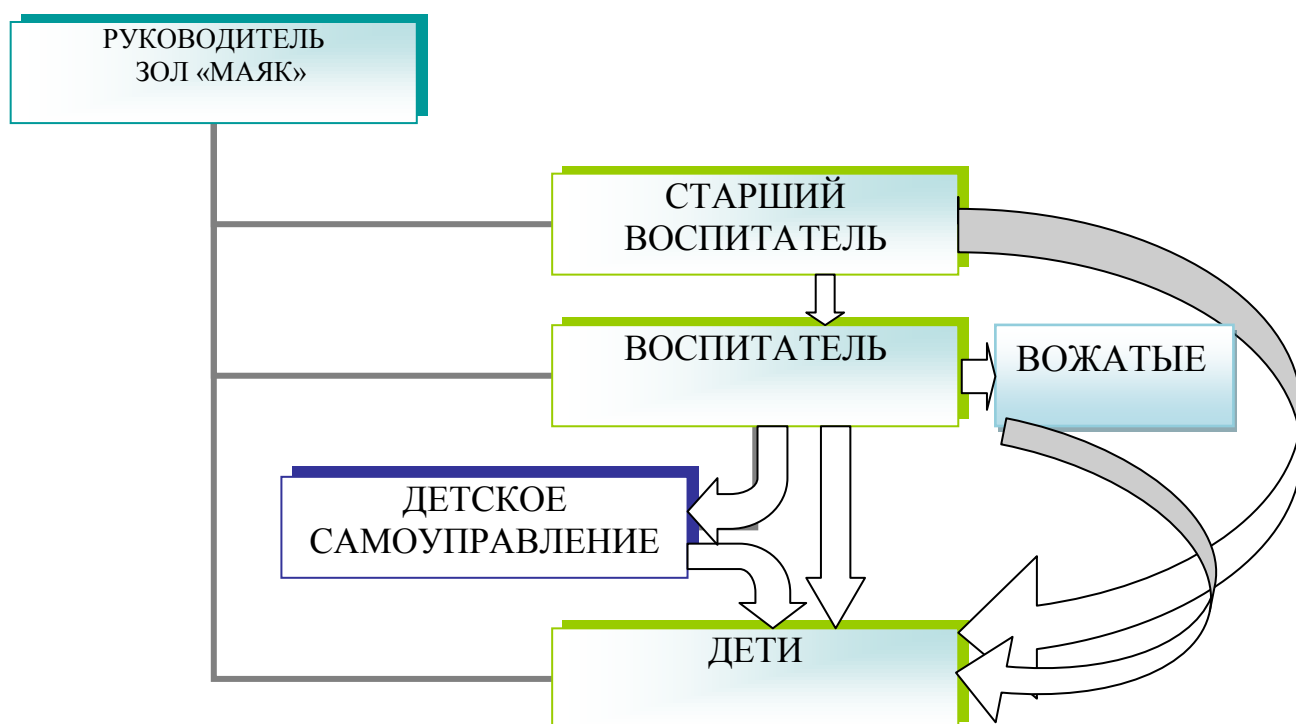 РУКОВОДИТЕЛЬ
ЗОЛ «МАЯК»
СТАРШИЙ
ВОСПИТАТЕЛЬ
ВОСПИТАТЕЛЬ
ВОЖАТЫЕ
ДЕТСКОЕ
САМОУПРАВЛЕНИЕ
ДЕТИ